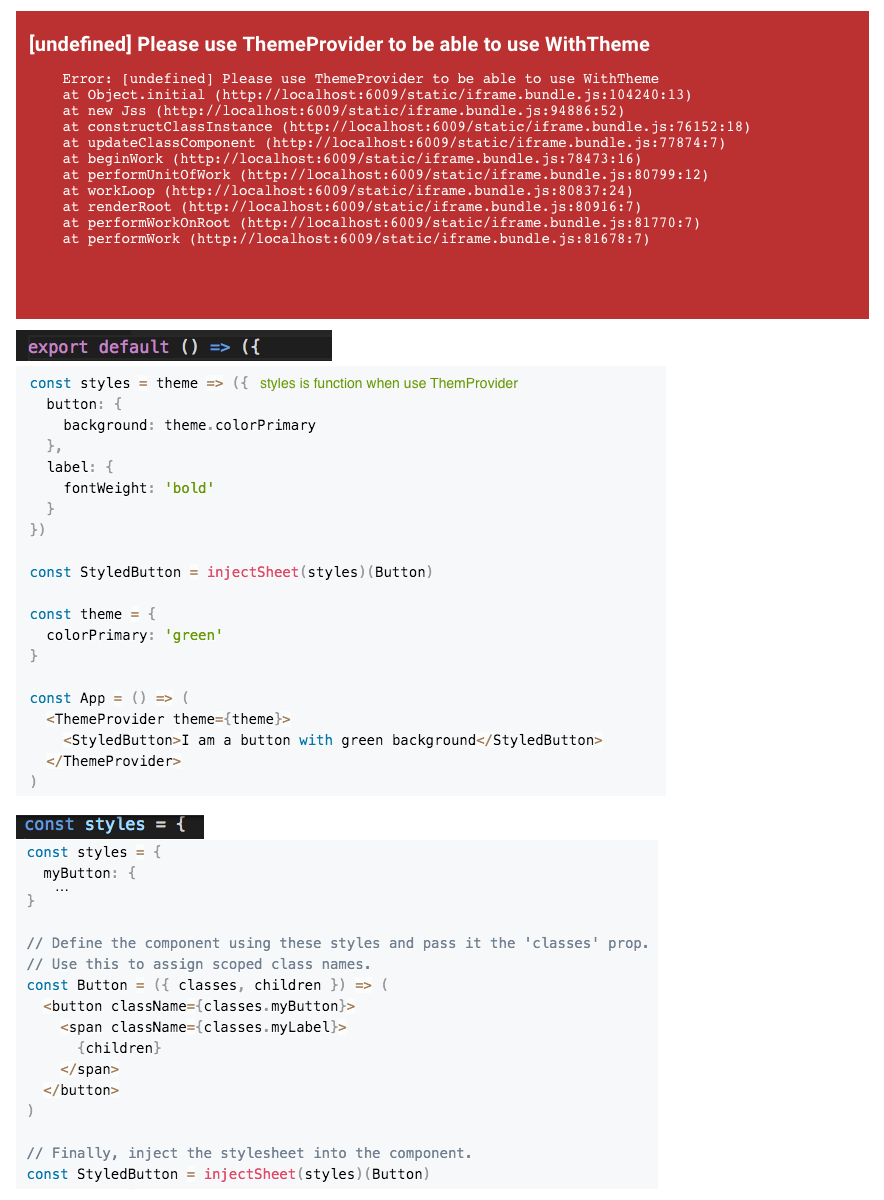 [undefined] Please use ThemeProvider to be able to use WithTheme
Error: [undefined] Please use ThemeProvider to be able to use WithTheme
at Object.initial (http://localhost:6009/static/iframe.bundle.js:104240:13)
at new Jss (http://localhost:6009/static/iframe.bundle.js:94886:52)
at constructClassInstance (http://localhost:6009/static/iframe.bundle.js:76152:18)
at updateClassComponent (http://localhost:6009/static/iframe.bundle.js:77874:7)
at beginWork (http://localhost:6009/static/iframe.bundle.js:78473:16)
at performUnitOfWork (http://localhost:6009/static/iframe.bundle.js:80799:12)
at workLoop (http://localhost:6009/static/iframe.bundle.js:80837:24)
at renderRoot (http://localhost:6009/static/iframe.bundle.js:80916:7)
at performWorkOnRoot (http://localhost:6009/static/iframe.bundle.js:81770:7)
at performWork (http://localhost:6009/static/iframe.bundle.js:81678:7)
export default () => ({
const styles = theme => ({ styles is function when use ThemProvider
  button: {
    background: theme.colorPrimary
  },
  label: {
    fontWeight: 'bold'
  }
})
const StyledButton = injectSheet(styles)(Button)
const theme = {
  colorPrimary: 'green'
}
const App = () => (
  <ThemeProvider theme={theme}>
    <StyledButton>I am a button with green background</StyledButton>
  </ThemeProvider>
)
const styles = {
const styles = {
  myButton: {
    ...
}
// Define the component using these styles and pass it the 'classes' prop.
// Use this to assign scoped class names.
const Button = ({ classes, children }) => (
  <button className={classes.myButton}>
    <span className={classes.myLabel}>
      {children}
    </span>
  </button>
)
// Finally, inject the stylesheet into the component.
const StyledButton = injectSheet(styles)(Button)